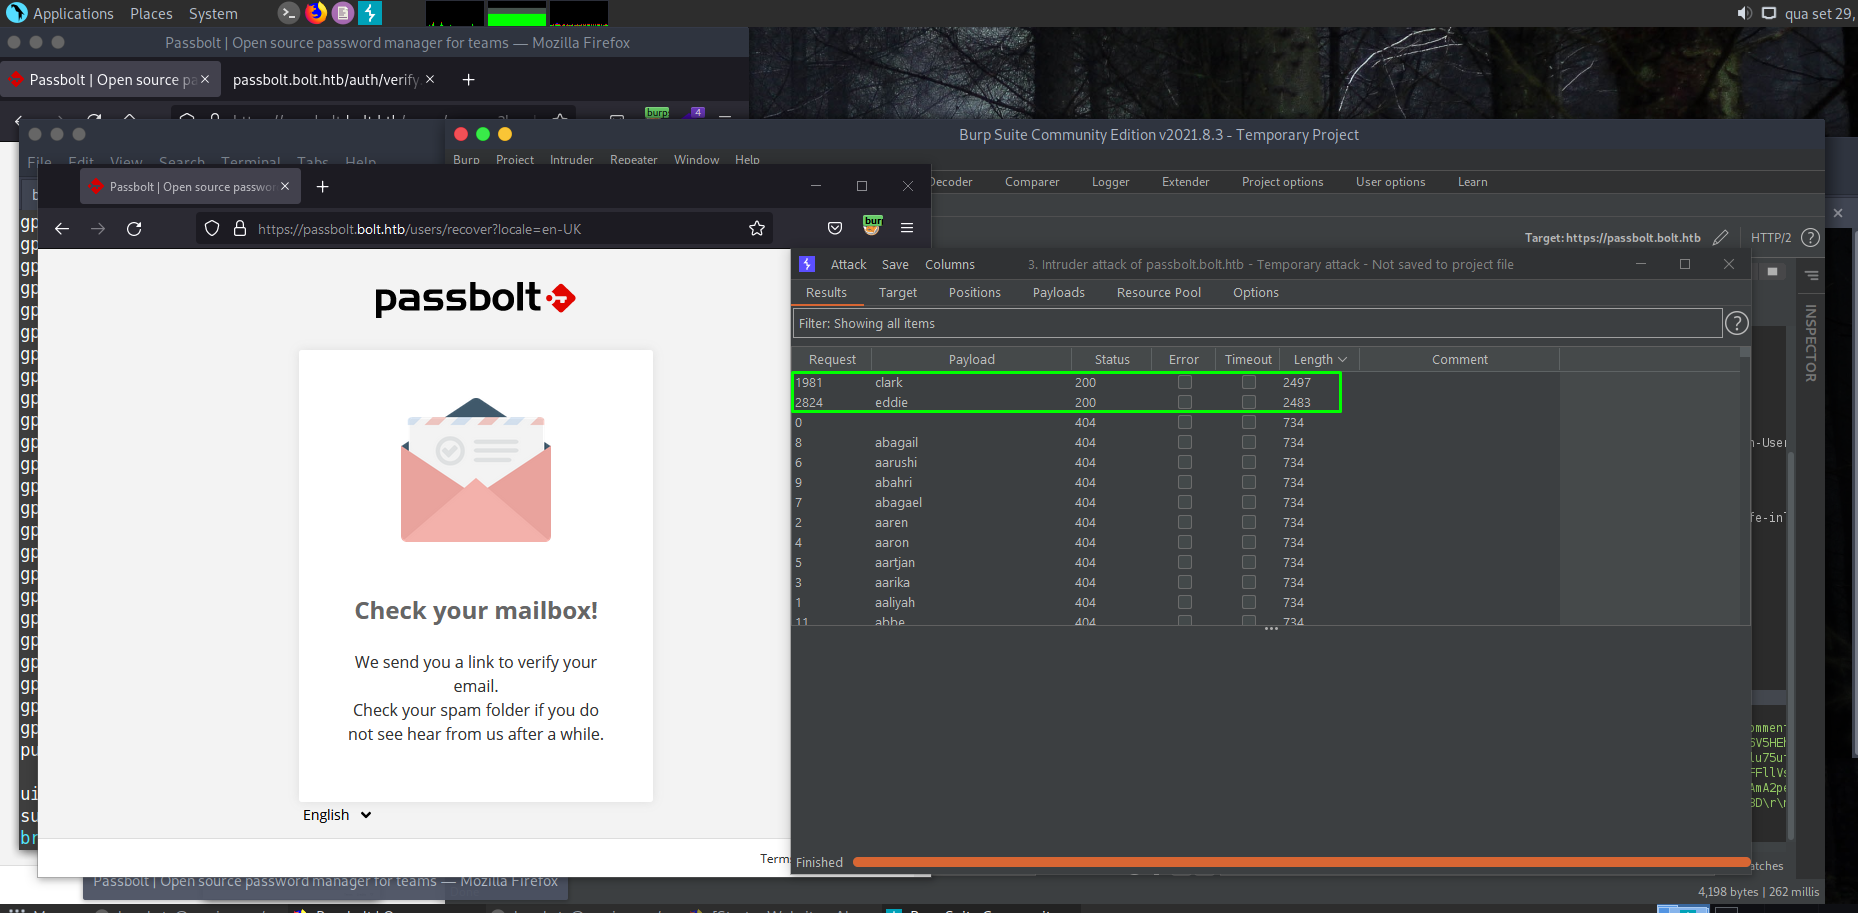 Applications Places System
qua set 29,
Passbolt | Open source password manager for teams — Mozilla Firefox
Passbolt | Open source pa
passbolt.bolt.htb/auth/verify
burp
4
Burp Suite Community Edition v2021.8.3 - Temporary Project
File Edit View Search Terminal Tabs Help
Burp Project Intruder Repeater Window Help
Decoder Comparer Logger Extender Project options User options Learn
Passbolt | Open source passwor
https://passbolt.bolt.htb/users/recover?locale=en-UK
Target: https://passbolt.bolt.htb
HTTP/2
INSPECTOR
passbolt
Check your mailbox!
We send you a link to verify your
email.
Check your spam folder if you do
not see hear from us after a while.
English
Terms
Attack Save Columns
3. Intruder attack of passbolt.bolt.htb - Temporary attack - Not saved to project file
Results Target Positions Payloads Resource Pool Options
Filter: Showing all items
Request Payload Status Error Timeout Length Comment
1981 clark 200 2497
2824 eddie 200 2483
0 404 734
8 abagail 404 734
6 aarushi 404 734
9 abahri 404 734
7 abagael 404 734
2 aaren 404 734
4 aaron 404 734
5 aartjan 404 734
3 aarika 404 734
1 aaliyah 404 734
11 abbe 404 734
Finished
4,198 bytes | 262 millis
Passbolt | Open source password manager for teams — Mozilla Firefox